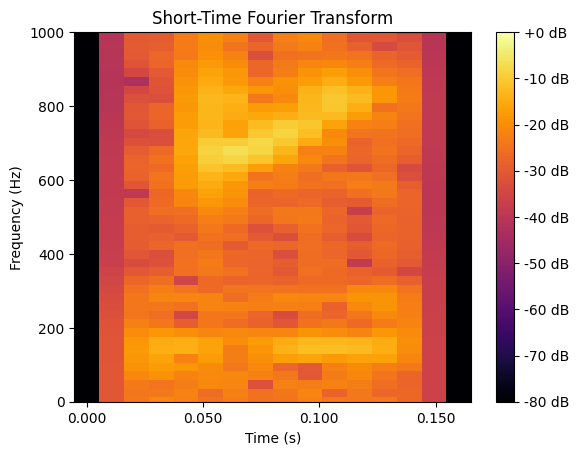 Short-Time Fourier Transform
Frequency (Hz)
1000
800
600
400
200
0
0.000
0.050
0.100
0.150
Time (s)
+0 dB
-10 dB
-20 dB
-30 dB
-40 dB
-50 dB
-60 dB
-70 dB
-80 dB